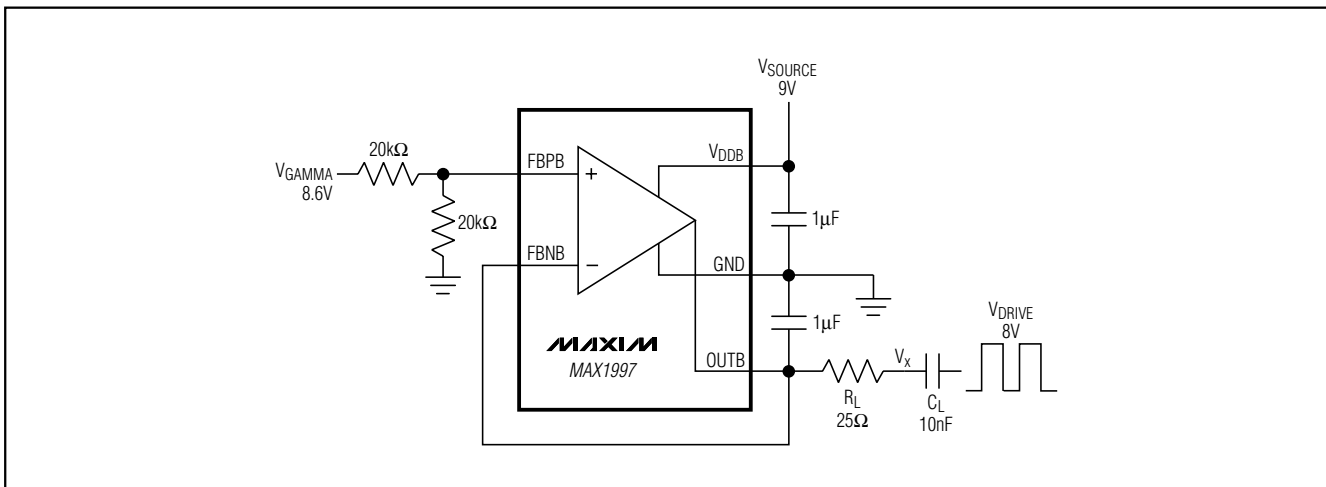 VSOURCE
9V
VDDB
20kΩ
FBPB
VGAMMA
8.6V
+
20kΩ
1µF
FBNB
−
GND
1µF
VDRIVE
8V
MAXIM
MAX1997
OUTB
VX
RL
25Ω
CL
10nF